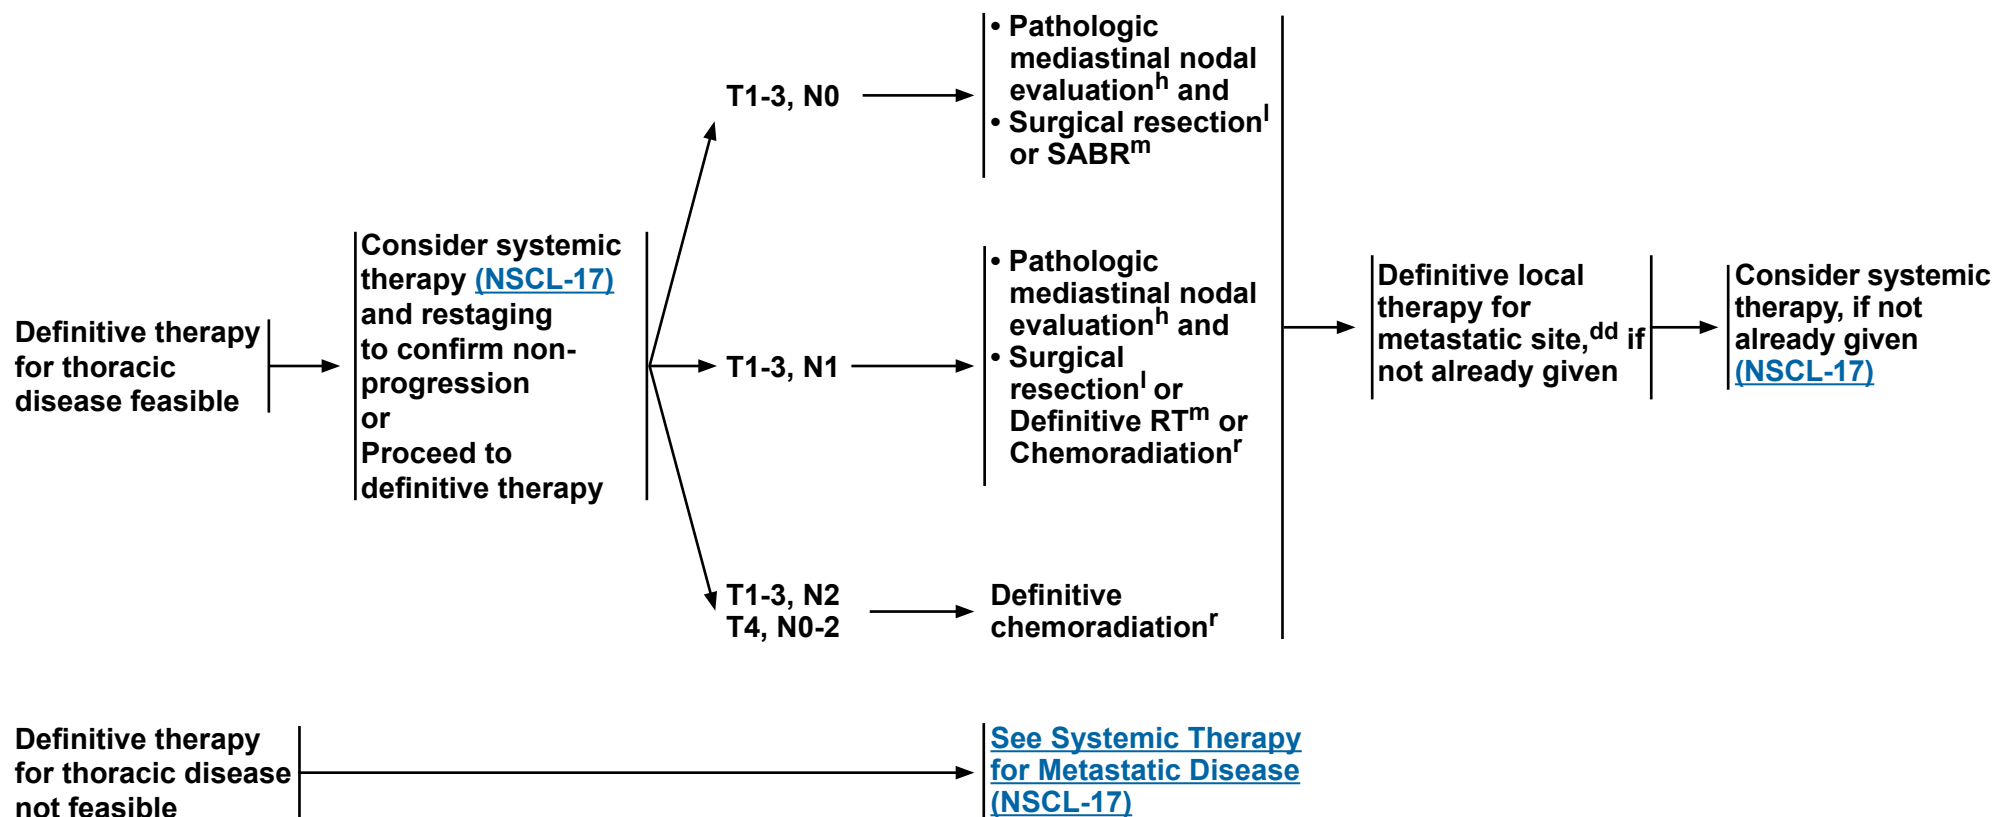 Definitive therapy
for thoracic
disease feasible
Consider systemic
therapy (NSCL-17)
and restaging
to confirm non-
progression
or
Proceed to
definitive therapy
T1-3, N0
• Pathologic
mediastinal nodal
evaluationh and
• Surgical resectionl
or SABRm
T1-3, N1
• Pathologic
mediastinal nodal
evaluationh and
• Surgical
resectionl or
Definitive RTm or
Chemoradiationr
T1-3, N2
T4, N0-2
Definitive
chemoradiationr
Definitive local
therapy for
metastatic site,dd if
not already given
Consider systemic
therapy, if not
already given
(NSCL-17)
Definitive therapy
for thoracic disease
not feasible
See Systemic Therapy
for Metastatic Disease
(NSCL-17)